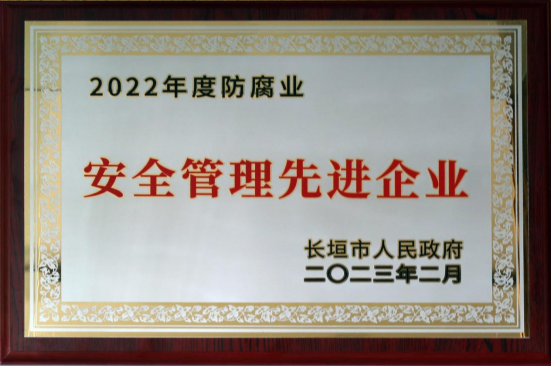 2022年度防腐业
安全管理先进企业
长垣市人民政府
二〇二三年二月